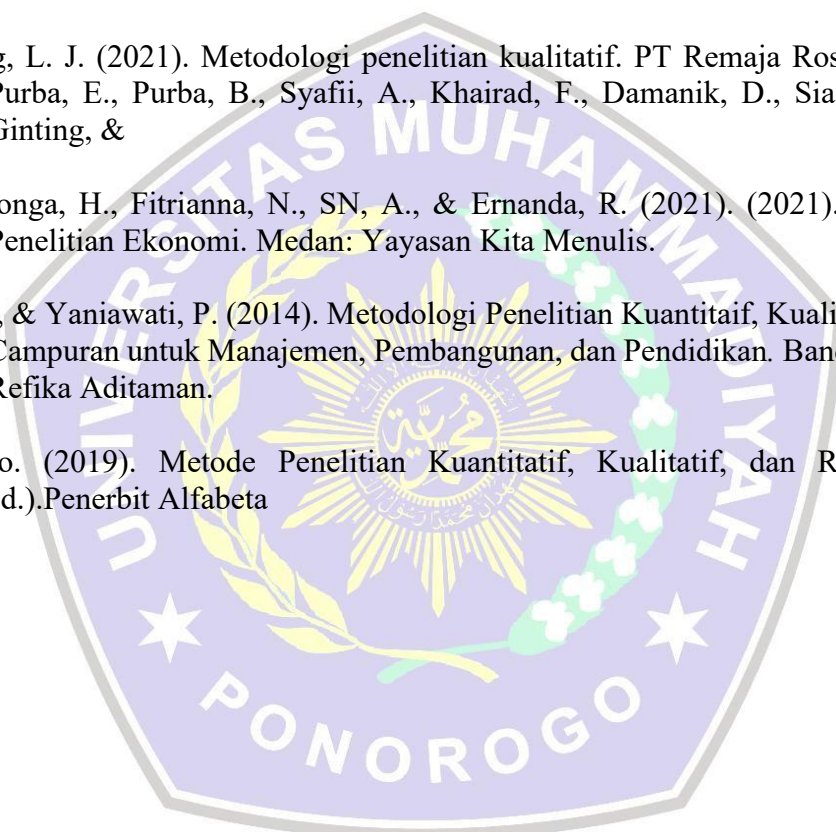 g, L. J. (2021). Metodologi penelitian kualitatif. PT Remaja Ros
Purba, E., Purba, B., Syafii, A., Khairad, F., Damanik, D., Sia
Ginting, &
onga, H., Fitrianna, N., SN, A., & Ernanda, R. (2021). (2021).
Penelitian Ekonomi. Medan: Yayasan Kita Menulis.
, & Yaniawati, P. (2014). Metodologi Penelitian Kuantitaif, Kuali
Campuran untuk Manajemen, Pembangunan, dan Pendidikan. Band
Refika Aditaman.
o. (2019). Metode Penelitian Kuantitatif, Kualitatif, dan R
d.).Penerbit Alfabeta
UNIVERSITAS MUHAMMADIYAH
PONOROGO
محمد